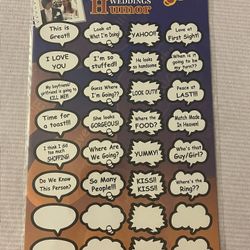 WEDDINGS
Humor
This is Great!!
Look at What I'm Doing!
YAHOO!
Love at First Sight!
I LOVE YOU
I'm so stuffed!
He looks so handsome
When is it going to be my turn??
My boyfriend/girlfriend is going to KILL ME!!
Guess Where I'm Going??
LOOK OUT!!
Peace at LAST!!!
Time for a toast!!!
She looks GORGEOUS!
Where's the FOOD?
Match Made In Heaven!
I think I did too much SHOPPING!
Where Are We Going?
YUMMY!
Who's that Guy/Girl?
Do We Know This Person?
So Many People!!!
KISS!! KISS!!
Where's the Ring??